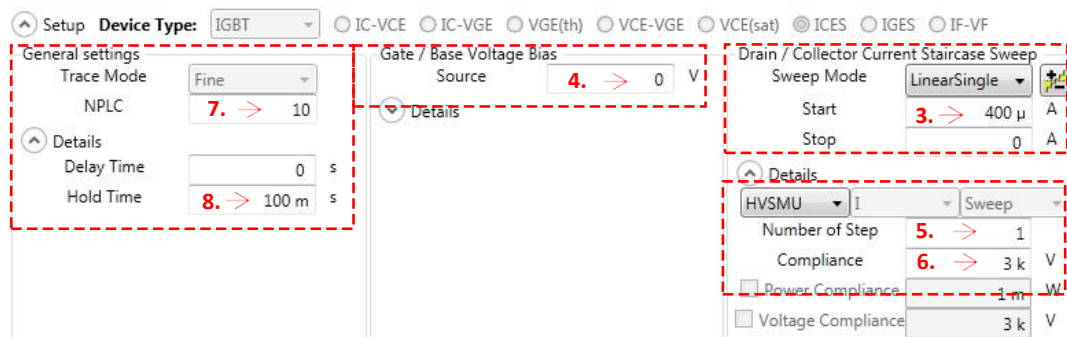 Setup Device Type: IGBT IC-VCE IC-VGE VGE(th) VCE-VGE VCE(sat) ICES IGES IF-VF
General settings
Trace Mode Fine
NPLC 7. → 10
Details
Delay Time 0 s
Hold Time 8. → 100 m s
Gate / Base Voltage Bias
Source 4. → 0 V
Details
Drain / Collector Current Staircase Sweep
Sweep Mode LinearSingle
Start 3. → 400 μ A
Stop 0 A
Details
HVSMU I Sweep
Number of Step 5. → 1
Compliance 6. → 3 k V
Power Compliance 1 m W
Voltage Compliance 3 k V